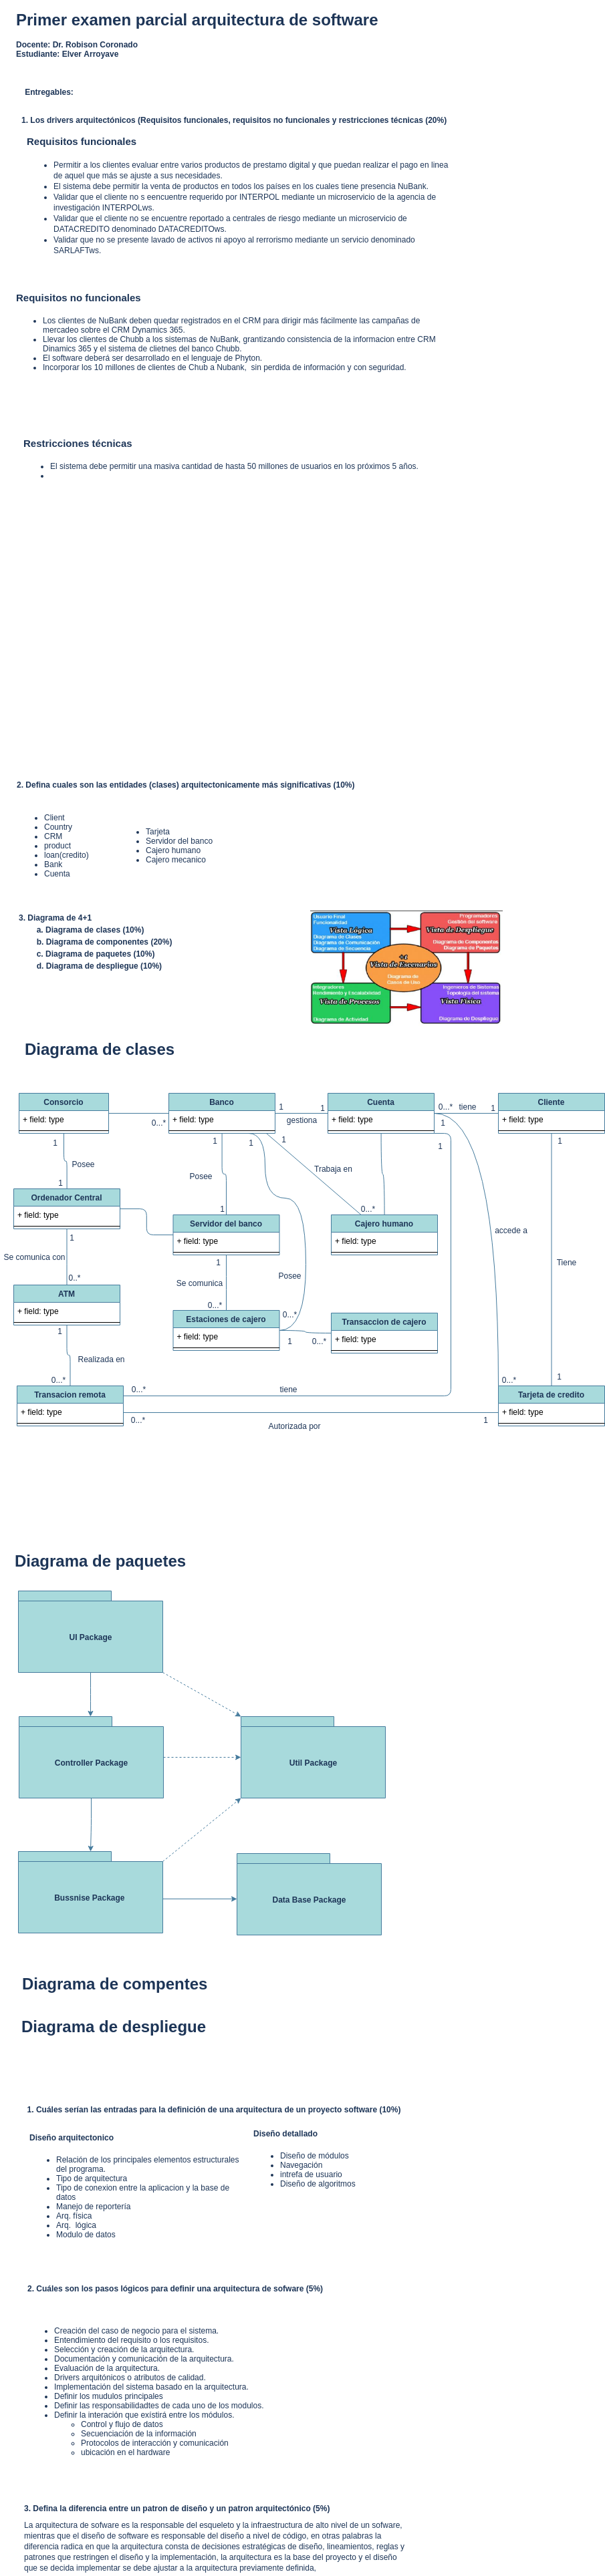 Primer examen parcial arquitectura de software
Docente: Dr. Robison Coronado
Estudiante: Elver Arroyave
Entregables:
1. Los drivers arquitectónicos (Requisitos funcionales, requisitos no funcionales y restricciones técnicas (20%)
Requisitos funcionales
Permitir a los clientes evaluar entre varios productos de prestamo digital y que puedan realizar el pago en linea
de aquel que más se ajuste a sus necesidades.
El sistema debe permitir la venta de productos en todos los países en los cuales tiene presencia NuBank.
Validar que el cliente no s eencuentre requerido por INTERPOL mediante un microservicio de la agencia de
investigación INTERPOLws.
Validar que el cliente no se encuentre reportado a centrales de riesgo mediante un microservicio de
DATACREDITO denominado DATACREDITOws.
Validar que no se presente lavado de activos ni apoyo al rerrorismo mediante un servicio denominado
SARLAFTws.
Requisitos no funcionales
Los clientes de NuBank deben quedar registrados en el CRM para dirigir más fácilmente las campañas de
mercadeo sobre el CRM Dynamics 365.
Llevar los clientes de Chubb a los sistemas de NuBank, grantizando consistencia de la informacion entre CRM
Dinamics 365 y el sistema de clietnes del banco Chubb.
El software deberá ser desarrollado en el lenguaje de Phyton.
Incorporar los 10 millones de clientes de Chub a Nubank, sin perdida de información y con seguridad.
Restricciones técnicas
El sistema debe permitir una masiva cantidad de hasta 50 millones de usuarios en los próximos 5 años.
2. Defina cuales son las entidades (clases) arquitectonicamente más significativas (10%)
Client
Country
CRM
product
loan(credito)
Bank
Cuenta
Tarjeta
Servidor del banco
Cajero humano
Cajero mecanico
3. Diagrama de 4+1
a. Diagrama de clases (10%)
b. Diagrama de componentes (20%)
c. Diagrama de paquetes (10%)
d. Diagrama de despliegue (10%)
Usuario Final
Funcionalidad
Vista Lógica
Diagrama de Clases
Diagrama de Comunicación
Diagrama de Secuencia
Programadores
Gestión del software
Vista de Despliegue
Diagrama de Componentes
Diagrama de Paquetes
+1
Vista de Escenarios
Diagrama de
Casos de Uso
Integradores
Rendimiento y Escalabilidad
Vista de Procesos
Diagrama de Actividad
Ingenieros de Sistemas
Topología del sistema
Vista Física
Diagrama de Despliegue
Diagrama de clases
Consorcio
+ field: type
0...*
Banco
+ field: type
1
gestiona
1
Cuenta
+ field: type
0...* tiene 1
Cliente
+ field: type
1
Posee
1
1
Posee
1
1
1
Trabaja en
0...*
1
1
1
Ordenador Central
+ field: type
Servidor del banco
+ field: type
Cajero humano
+ field: type
accede a
Tiene
1
Se comunica con
0..*
1
Se comunica
0...*
Posee
0...*
ATM
+ field: type
Estaciones de cajero
+ field: type
1
0...*
Transaccion de cajero
+ field: type
1
Realizada en
0...*
Transacion remota
+ field: type
0...*
tiene
0...*
Autorizada por
1
0...*
1
Tarjeta de credito
+ field: type
Diagrama de paquetes
UI Package
Controller Package
Util Package
Bussnise Package
Data Base Package
Diagrama de compentes
Diagrama de despliegue
1. Cuáles serían las entradas para la definición de una arquitectura de un proyecto software (10%)
Diseño arquitectonico
Relación de los principales elementos estructurales
del programa.
Tipo de arquitectura
Tipo de conexion entre la aplicacion y la base de
datos
Manejo de reportería
Arq. física
Arq. lógica
Modulo de datos
Diseño detallado
Diseño de módulos
Navegación
intrefa de usuario
Diseño de algoritmos
2. Cuáles son los pasos lógicos para definir una arquitectura de sofware (5%)
Creación del caso de negocio para el sistema.
Entendimiento del requisito o los requisitos.
Selección y creación de la arquitectura.
Documentación y comunicación de la arquitectura.
Evaluación de la arquitectura.
Drivers arquitónicos o atributos de calidad.
Implementación del sistema basado en la arquitectura.
Definir los mudulos principales
Definir las responsabilidadtes de cada uno de los modulos.
Definir la interación que existirá entre los módulos.
Control y flujo de datos
Secuenciación de la información
Protocolos de interacción y comunicación
ubicación en el hardware
3. Defina la diferencia entre un patron de diseño y un patron arquitectónico (5%)
La arquitectura de sofware es la responsable del esqueleto y la infraestructura de alto nivel de un sofware,
mientras que el diseño de software es responsable del diseño a nivel de código, en otras palabras la
diferencia radica en que la arquitectura consta de decisiones estratégicas de diseño, lineamientos, reglas y
patrones que restringen el diseño y la implementación, la arquitectura es la base del proyecto y el diseño
que se decida implementar se debe ajustar a la arquitectura previamente definida,